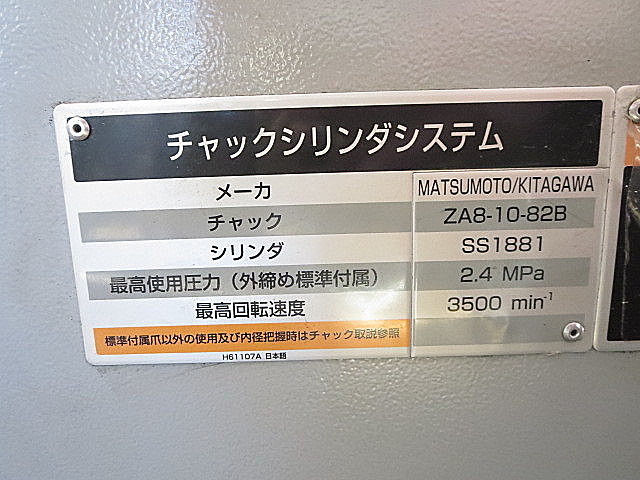 チャックシリンダシステム
メーカ MATSUMOTO/KITAGAWA
チャック ZA8-10-82B
シリンダ SS1881
最高使用圧力（外締め標準付属） 2.4 MPa
最高回転速度 3500 min⁻¹
標準付属爪以外の使用及び内径把握時はチャック取説参照
H61107A 日本語